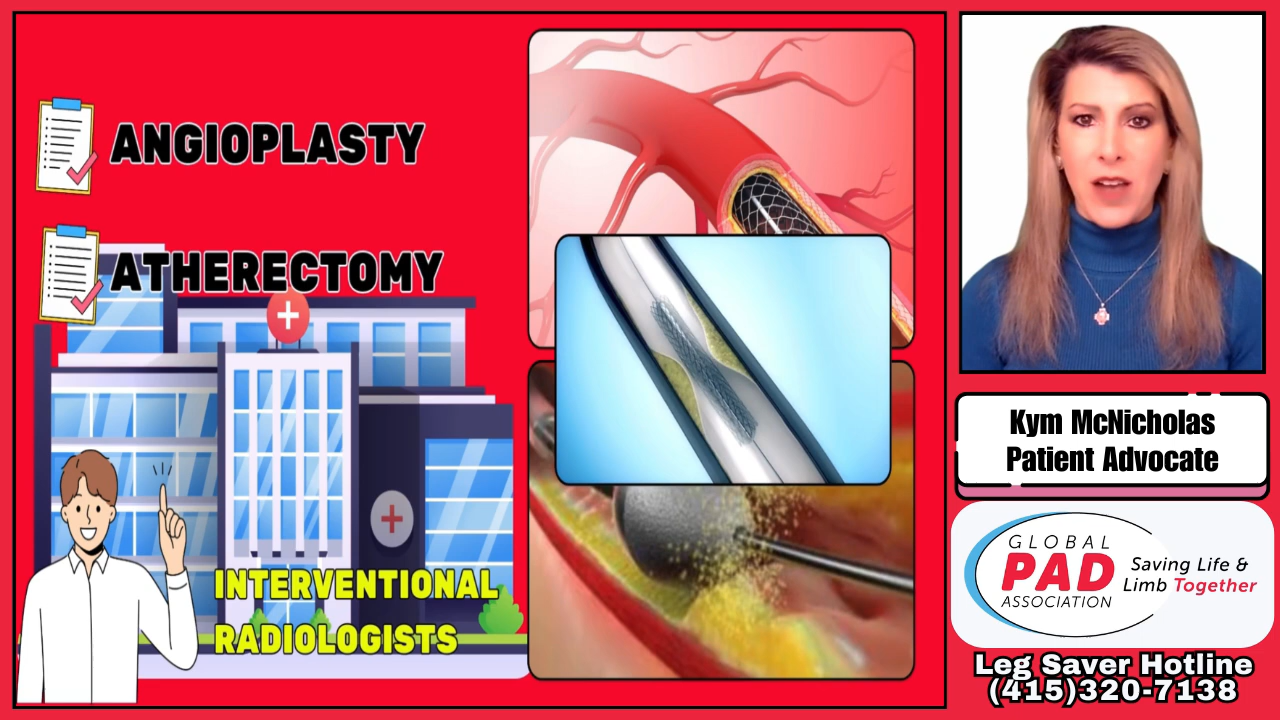 ANGIOPLASTY
ATHERECTOMY
INTERVENTIONAL
RADIOLOGISTS
Kym McNicholas
Patient Advocate
GLOBAL
PAD
ASSOCIATION
Saving Life &
Limb Together
Leg Saver Hotline
(415)320-7138